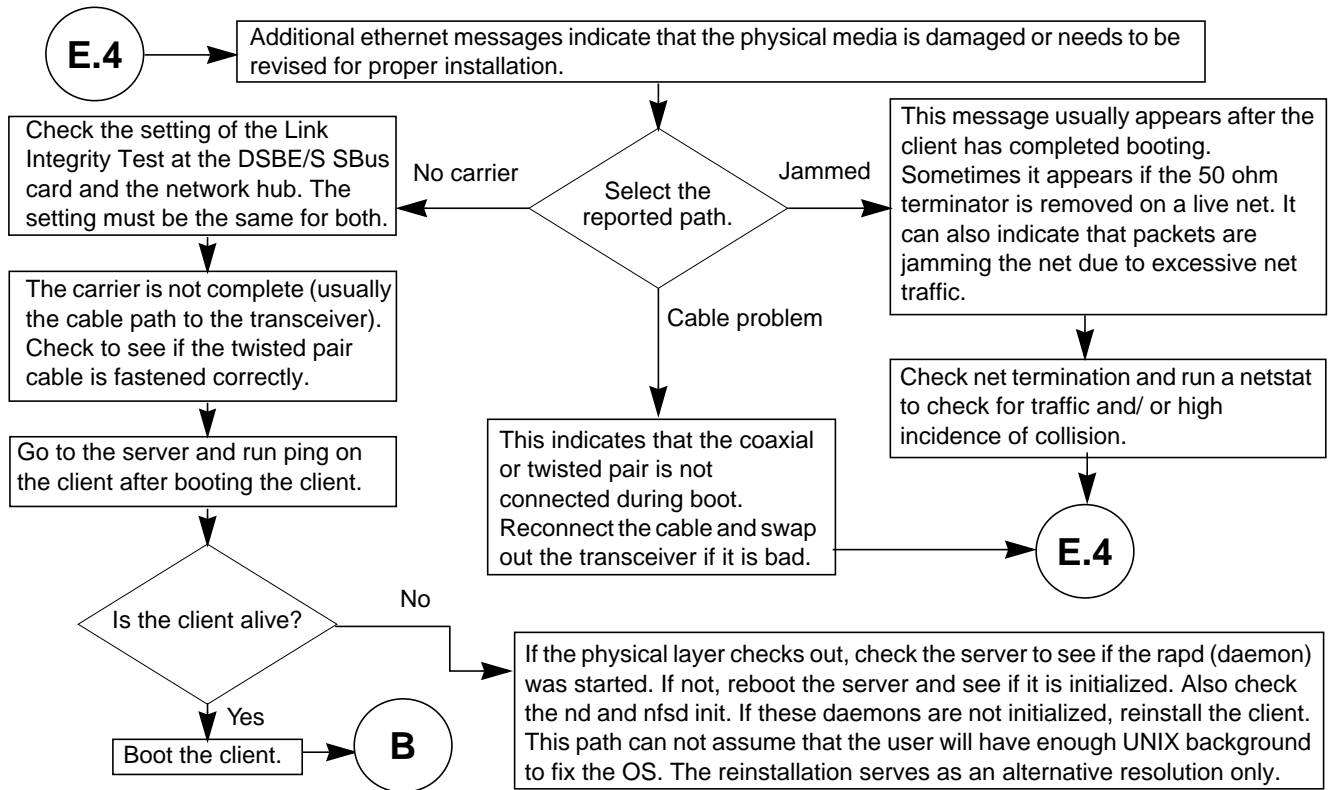 E.4
Additional ethernet messages indicate that the physical media is damaged or needs to be
revised for proper installation.
Check the setting of the Link
Integrity Test at the DSBE/S SBus
card and the network hub. The
setting must be the same for both.
No carrier
Select the
reported path.
Jammed
This message usually appears after the
client has completed booting.
Sometimes it appears if the 50 ohm
terminator is removed on a live net. It
can also indicate that packets are
jamming the net due to excessive net
traffic.
The carrier is not complete (usually
the cable path to the transceiver).
Check to see if the twisted pair
cable is fastened correctly.
Cable problem
Check net termination and run a netstat
to check for traffic and/ or high
incidence of collision.
Go to the server and run ping on
the client after booting the client.
This indicates that the coaxial
or twisted pair is not
connected during boot.
Reconnect the cable and swap
out the transceiver if it is bad.
E.4
Is the client alive?
No
If the physical layer checks out, check the server to see if the rapd (daemon)
was started. If not, reboot the server and see if it is initialized. Also check
the nd and nfsd init. If these daemons are not initialized, reinstall the client.
This path can not assume that the user will have enough UNIX background
to fix the OS. The reinstallation serves as an alternative resolution only.
Yes
Boot the client.
B